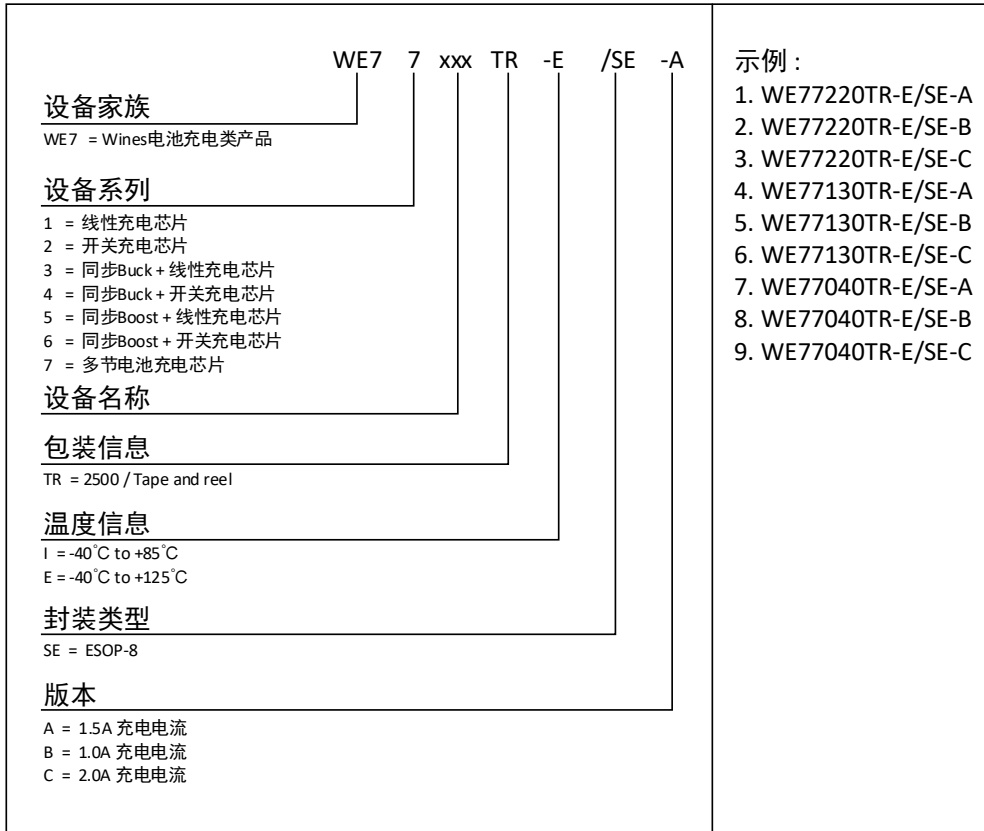 WE7 7 xxx TR -E /SE -A
设备家族
WE7 = Wines电池充电类产品
设备系列
1 = 线性充电芯片
2 = 开关充电芯片
3 = 同步Buck + 线性充电芯片
4 = 同步Buck + 开关充电芯片
5 = 同步Boost + 线性充电芯片
6 = 同步Boost + 开关充电芯片
7 = 多节电池充电芯片
设备名称
包装信息
TR = 2500 / Tape and reel
温度信息
I = -40°C to +85°C
E = -40°C to +125°C
封装类型
SE = ESOP-8
版本
A = 1.5A 充电电流
B = 1.0A 充电电流
C = 2.0A 充电电流
示例 :
1. WE77220TR-E/SE-A
2. WE77220TR-E/SE-B
3. WE77220TR-E/SE-C
4. WE77130TR-E/SE-A
5. WE77130TR-E/SE-B
6. WE77130TR-E/SE-C
7. WE77040TR-E/SE-A
8. WE77040TR-E/SE-B
9. WE77040TR-E/SE-C